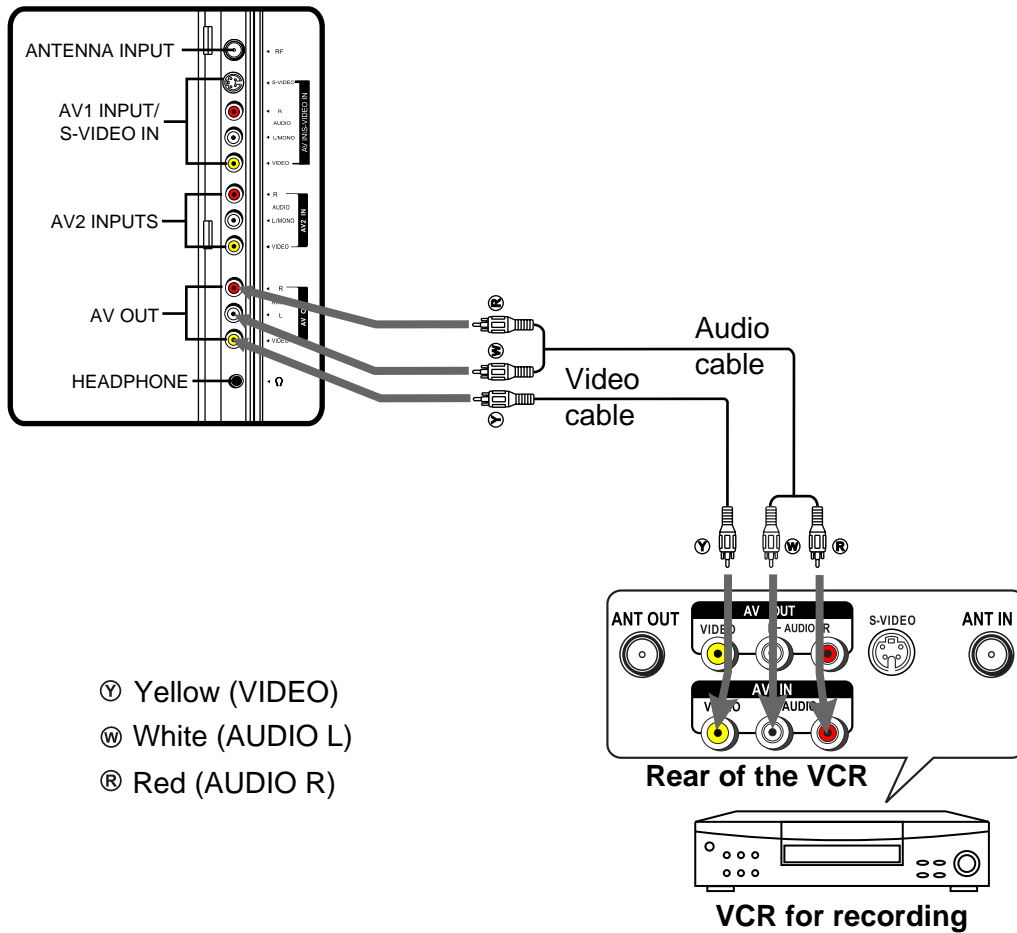 ANTENNA INPUT
AV1 INPUT/
S-VIDEO IN
AV2 INPUTS
AV OUT
HEADPHONE
RF
S-VIDEO
R
AUDIO
L/MONO
VIDEO
AV IN/S-VIDEO IN
R
AUDIO
L/MONO
VIDEO
AV2 IN
R
L
VIDEO
R
W
Y
Audio
cable
Video
cable
Y
W
R
ANT OUT
AV OUT
VIDEO
AUDIO R
S-VIDEO
ANT IN
AV IN
AUDIO
Rear of the VCR
VCR for recording
Y Yellow (VIDEO)
W White (AUDIO L)
R Red (AUDIO R)